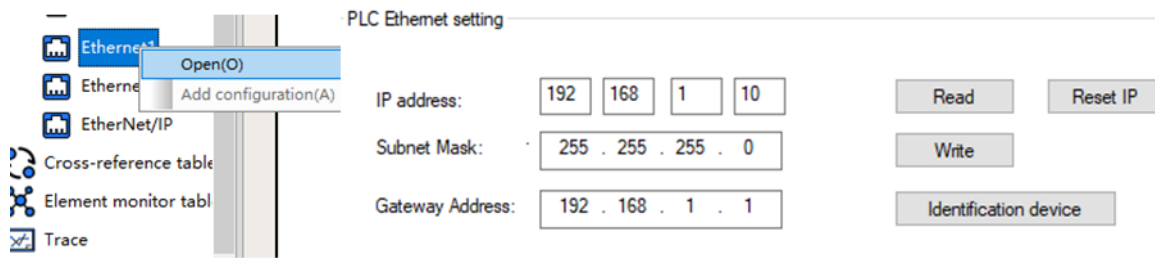 Ethernet1
Open(O)
Add configuration(A)
EtherNet/IP
Cross-reference table
Element monitor tabl
Trace
PLC Ethernet setting
IP address: 192 168 1 10 Read Reset IP
Subnet Mask: 255 . 255 . 255 . 0 Write
Gateway Address: 192 . 168 . 1 . 1 Identification device